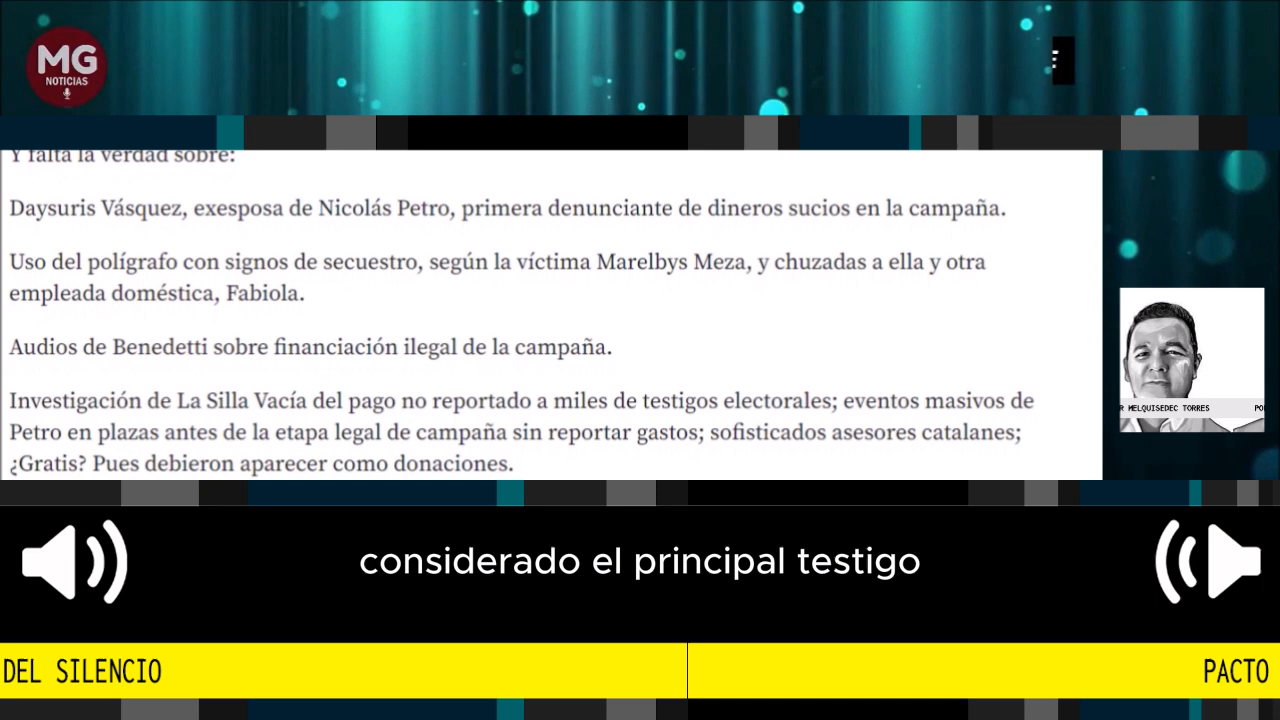 MG
NOTICIAS
Y falta la verdad sobre:
Daysuris Vásquez, exesposa de Nicolás Petro, primera denunciante de dineros sucios en la campaña.
Uso del polígrafo con signos de secuestro, según la víctima Marelbys Meza, y chuzadas a ella y otra
empleada doméstica, Fabiola.
Audios de Benedetti sobre financiación ilegal de la campaña.
Investigación de La Silla Vacía del pago no reportado a miles de testigos electorales; eventos masivos de
Petro en plazas antes de la etapa legal de campaña sin reportar gastos; sofisticados asesores catalanes;
¿Gratis? Pues debieron aparecer como donaciones.
R MELQUISEDEC TORRES PO
considerado el principal testigo
DEL SILENCIO PACTO